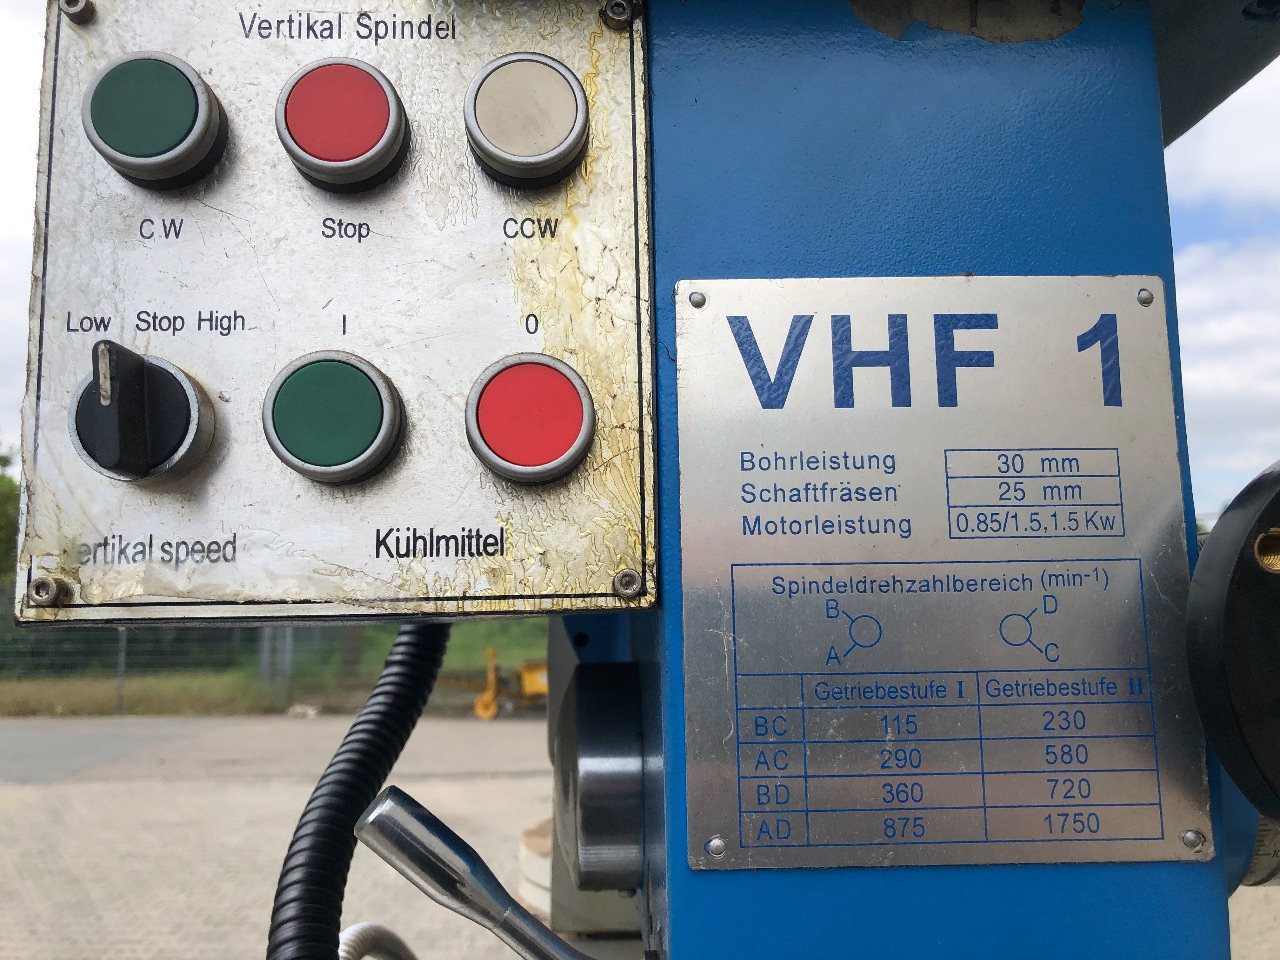 Vertikal Spindel
C W Stop CCW
Low Stop High I 0
speed Kühlmittel
VHF 1
Bohrleistung 30 mm
Schaftfräsen 25 mm
Motorleistung 0.85/1.5,1.5 Kw
Spindeldrehzahlbereich (min-1)
B D
A C
Getriebestufe I Getriebestufe II
BC 115 230
AC 290 580
BD 360 720
AD 875 1750